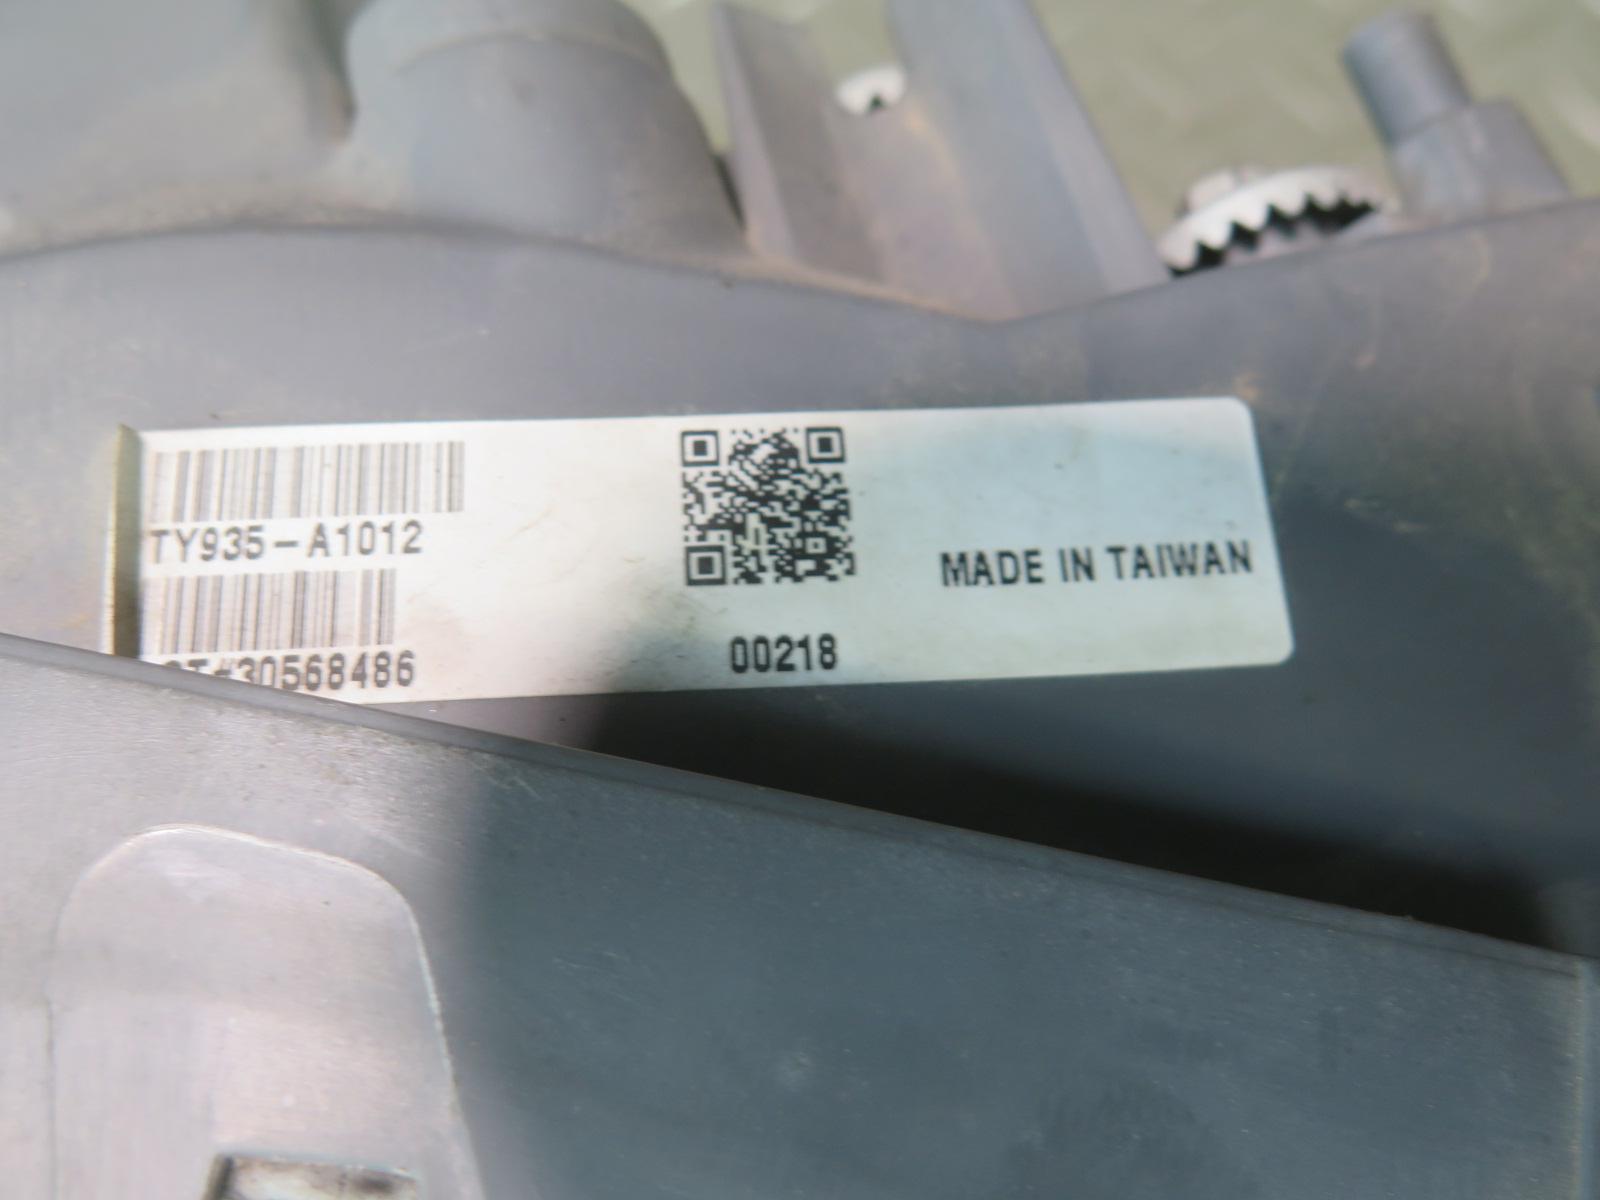 TY935-A1012
#30568486
00218
MADE IN TAIWAN